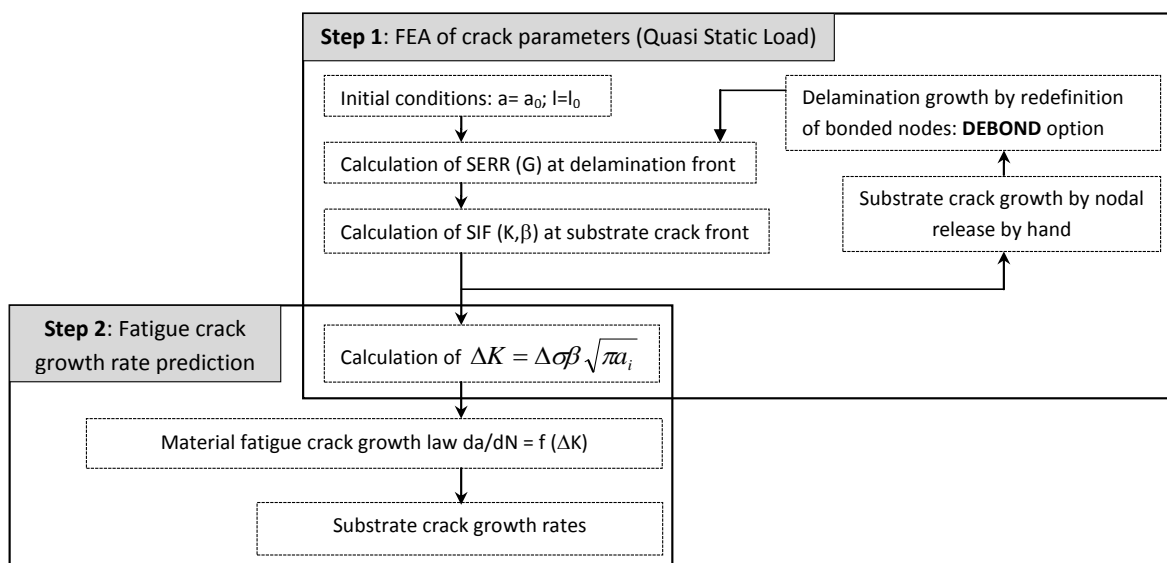 Step 1: FEA of crack parameters (Quasi Static Load)
Initial conditions: a= a₀; l=l₀
Delamination growth by redefinition
of bonded nodes: DEBOND option
Calculation of SERR (G) at delamination front
Substrate crack growth by nodal
release by hand
Calculation of SIF (K,β) at substrate crack front
Step 2: Fatigue crack
growth rate prediction
Calculation of ΔK = Δσβ√πaᵢ
Material fatigue crack growth law da/dN = f (ΔK)
Substrate crack growth rates